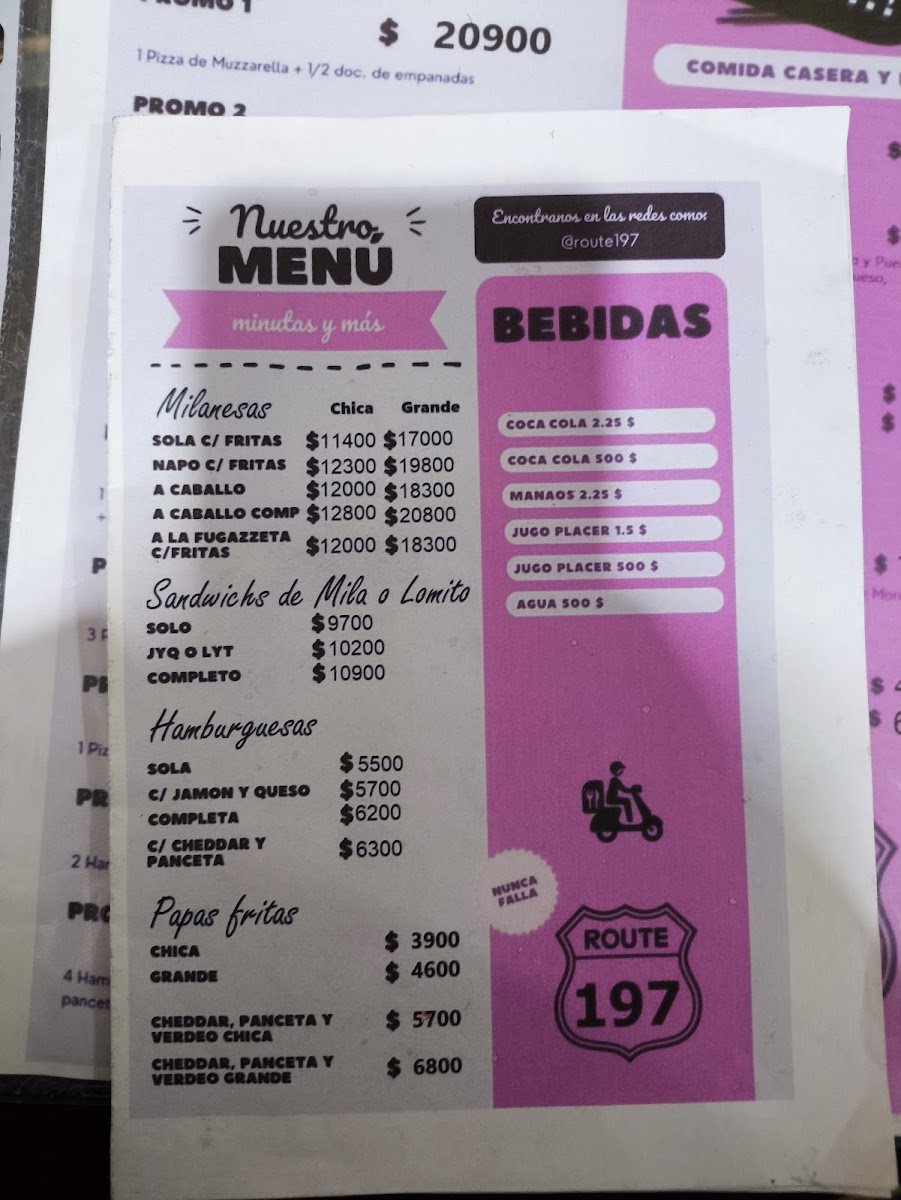 PROMO 1
$ 20900
1 Pizza de Muzzarella + 1/2 doc. de empanadas
PROMO 2
COMIDA CASERA Y
Nuestro,
MENÚ
minutas y más
Milanesas Chica Grande
SOLA C/ FRITAS $11400 $17000
NAPO C/ FRITAS $12300 $19800
A CABALLO $12000 $18300
A CABALLO COMP $12800 $20800
A LA FUGAZZETA
C/FRITAS $12000 $18300
Sandwichs de Mila o Lomito
SOLO $9700
JYQ O LYT $10200
COMPLETO $10900
Hamburguesas
SOLA $5500
C/ JAMON Y QUESO $5700
COMPLETA $6200
C/ CHEDDAR Y
PANCETA $6300
Papas fritas
CHICA $ 3900
GRANDE $ 4600
CHEDDAR, PANCETA Y
VERDEO CHICA $ 5700
CHEDDAR, PANCETA Y
VERDEO GRANDE $ 6800
Encontranos en las redes como:
@route197
BEBIDAS
COCA COLA 2.25 $
COCA COLA 500 $
MANAOS 2.25 $
JUGO PLACER 1.5 $
JUGO PLACER 500 $
AGUA 500 $
NUNCA
FALLA
ROUTE
197